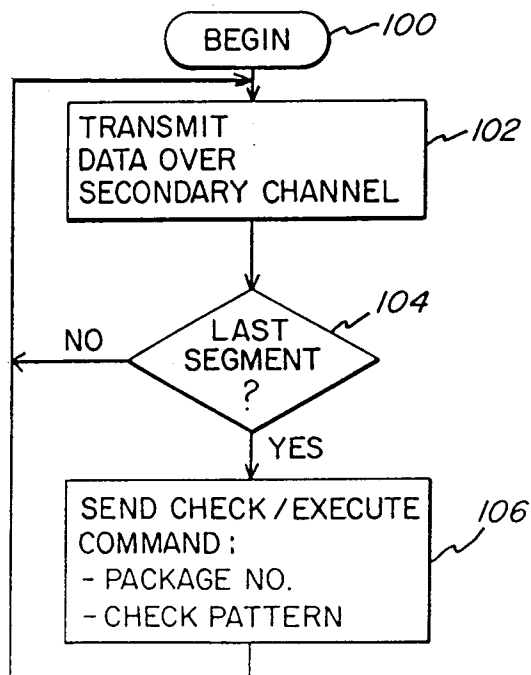 BEGIN
100
TRANSMIT
DATA OVER
SECONDARY CHANNEL
102
LAST
SEGMENT
?
104
NO
YES
SEND CHECK/EXECUTE
COMMAND:
- PACKAGE NO.
- CHECK PATTERN
106